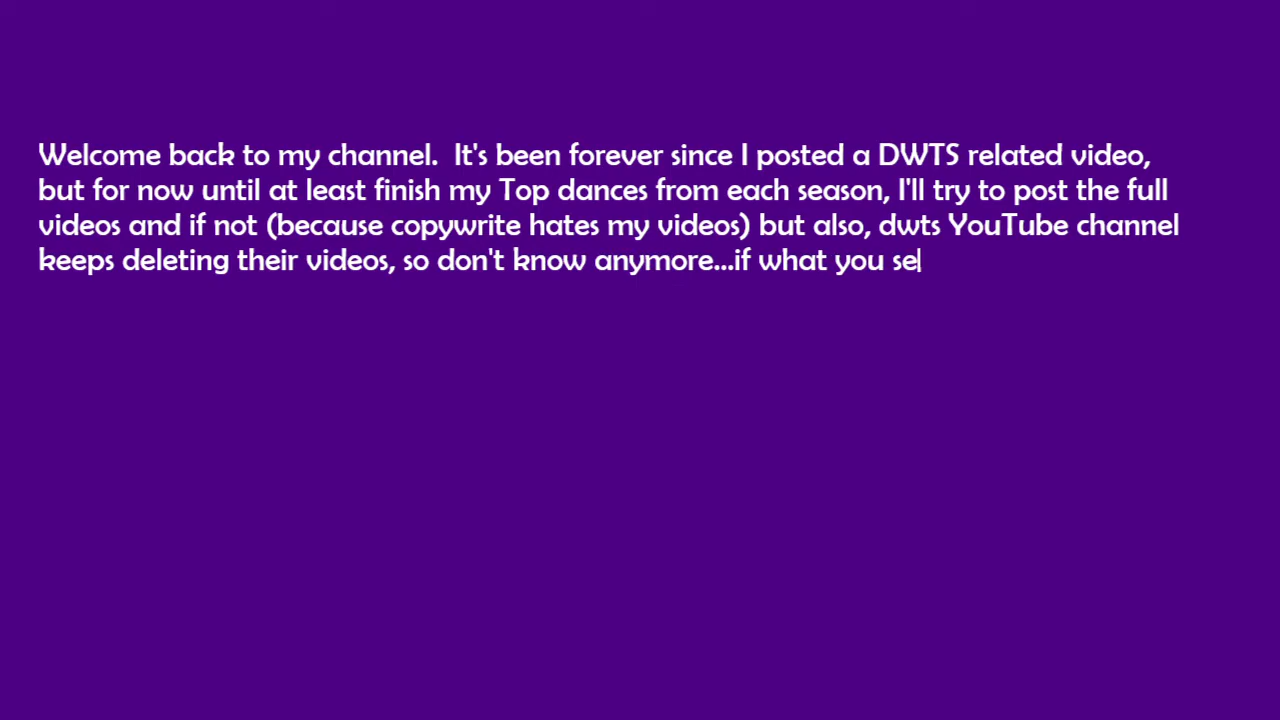 Welcome back to my channel.  It's been forever since I posted a DWTS related video,
but for now until at least finish my Top dances from each season, I'll try to post the full
videos and if not (because copywrite hates my videos) but also, dwts YouTube channel
keeps deleting their videos, so don't know anymore...if what you se